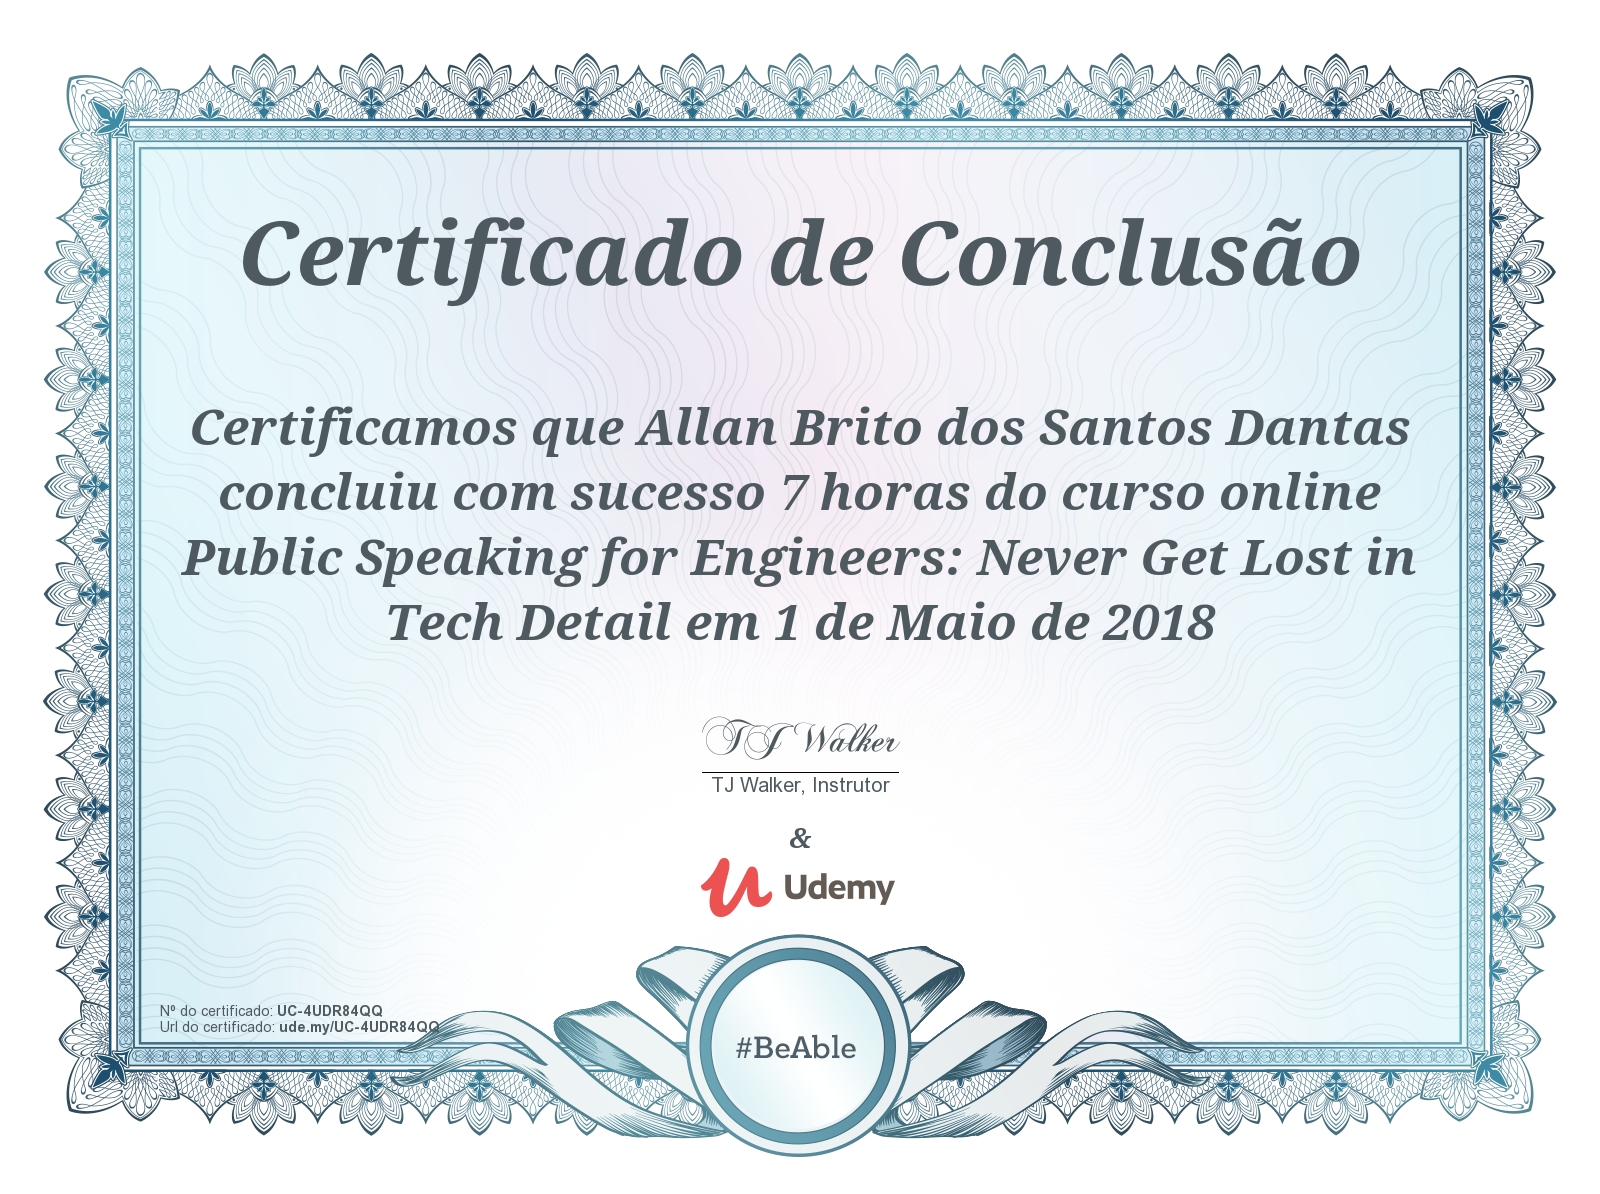 Certificado de Conclusão
Certificamos que Allan Brito dos Santos Dantas
concluiu com sucesso 7 horas do curso online
Public Speaking for Engineers: Never Get Lost in
Tech Detail em 1 de Maio de 2018
TJ Walker
TJ Walker, Instrutor
&
Udemy
Nº do certificado: UC-4UDR84QQ
Url do certificado: ude.my/UC-4UDR84QQ
#BeAble